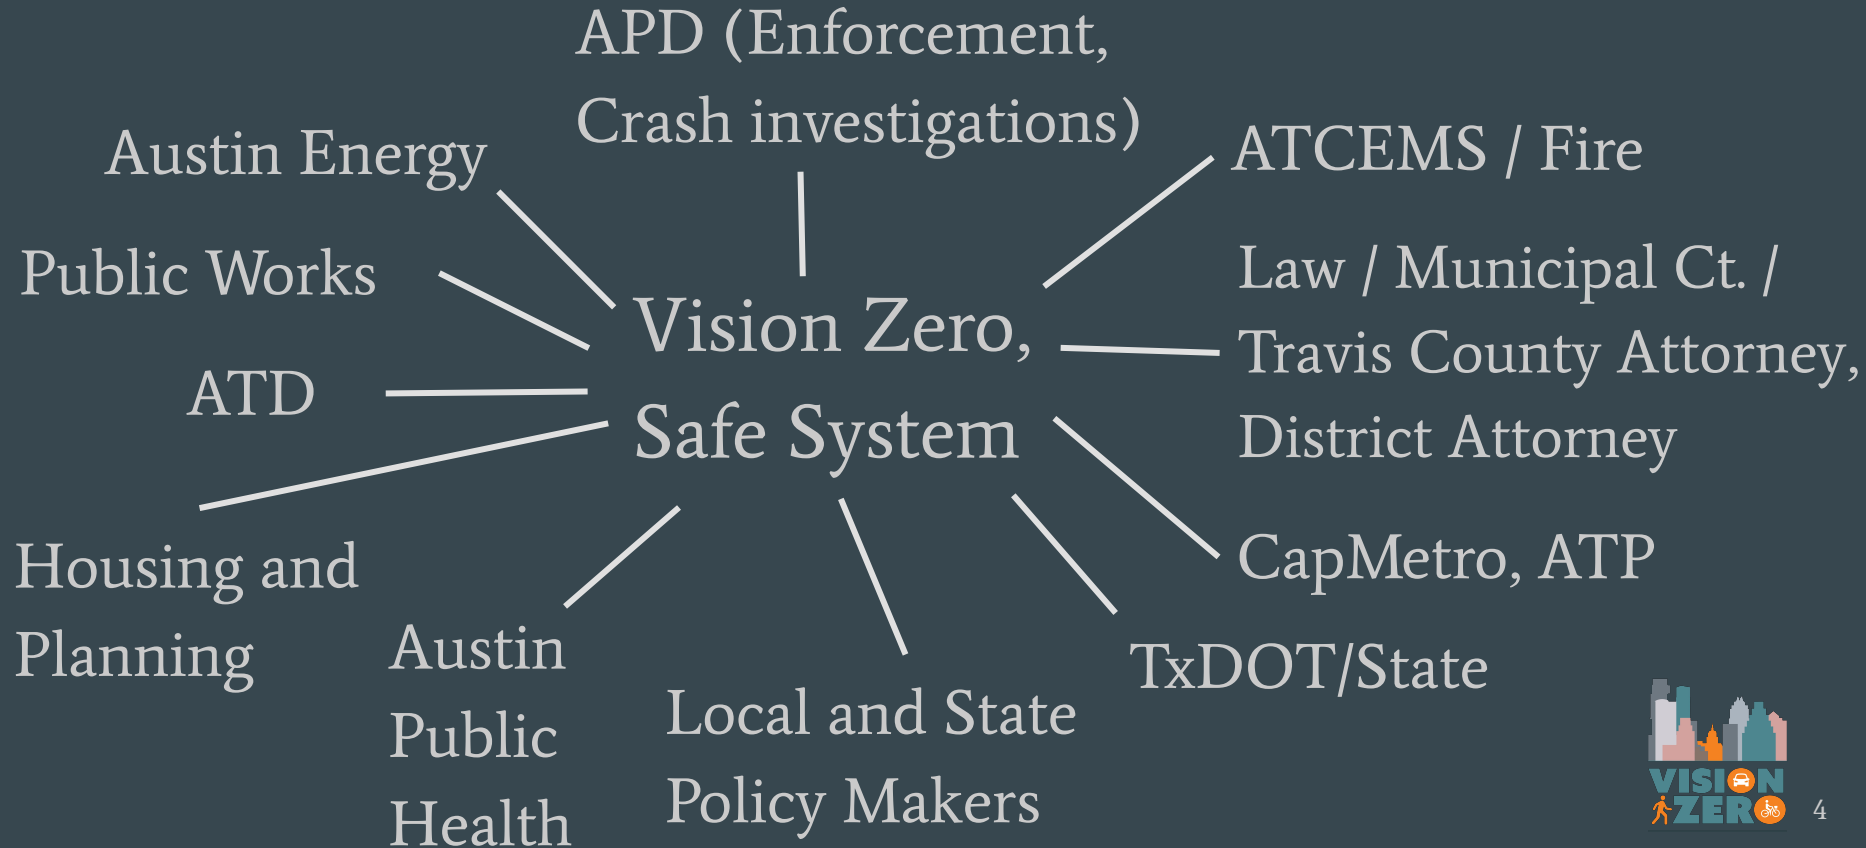 APD (Enforcement,
Crash investigations)
Austin Energy
ATCEMS / Fire
Public Works
Law / Municipal Ct. /
Travis County Attorney,
District Attorney
Vision Zero,
Safe System
ATD
Housing and
Planning
CapMetro, ATP
Austin
Public
Health
TxDOT/State
Local and State
Policy Makers
VISION
ZERO
4